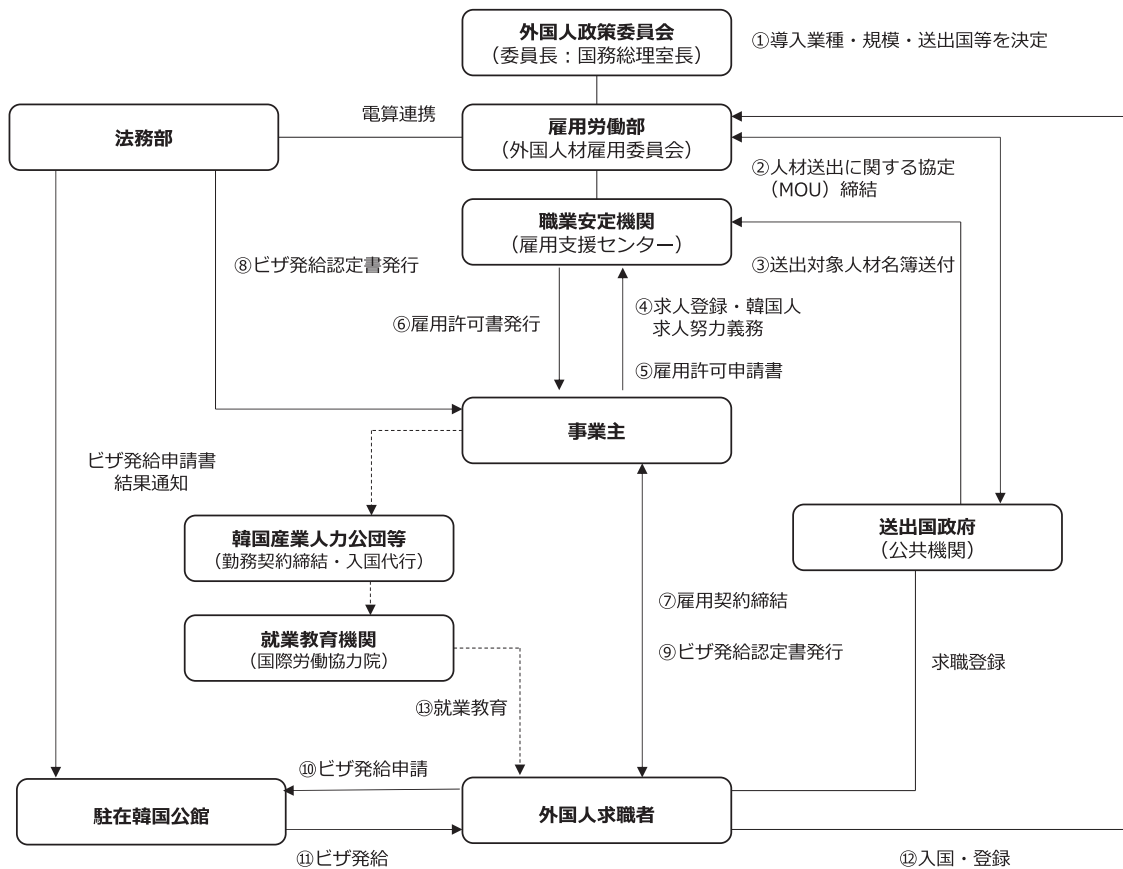 外国人政策委員会
（委員長：国務総理室長）
①導入業種・規模・送出国等を決定
電算連携
法務部
雇用労働部
（外国人材雇用委員会）
②人材送出に関する協定
（MOU）締結
職業安定機関
（雇用支援センター）
③送出対象人材名簿送付
⑧ビザ発給認定書発行
④求人登録・韓国人
求人努力義務
⑥雇用許可書発行
⑤雇用許可申請書
事業主
ビザ発給申請書
結果通知
韓国産業人力公団等
（勤務契約締結・入国代行）
送出国政府
（公共機関）
⑦雇用契約締結
就業教育機関
（国際労働協力院）
⑨ビザ発給認定書発行
求職登録
⑬就業教育
⑩ビザ発給申請
駐在韓国公館
外国人求職者
⑪ビザ発給
⑫入国・登録